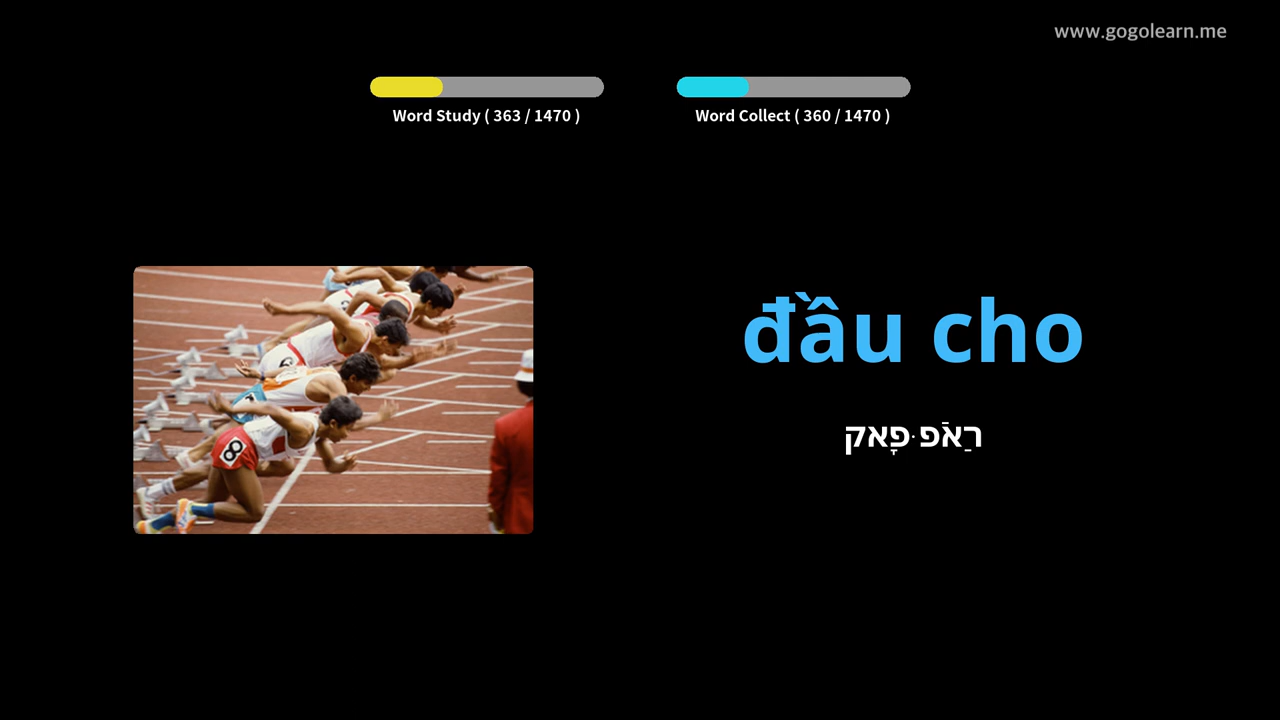 www.gogolearn.me
Word Study ( 363 / 1470 )
Word Collect ( 360 / 1470 )
đầu cho
רַאֿפ·פָאק